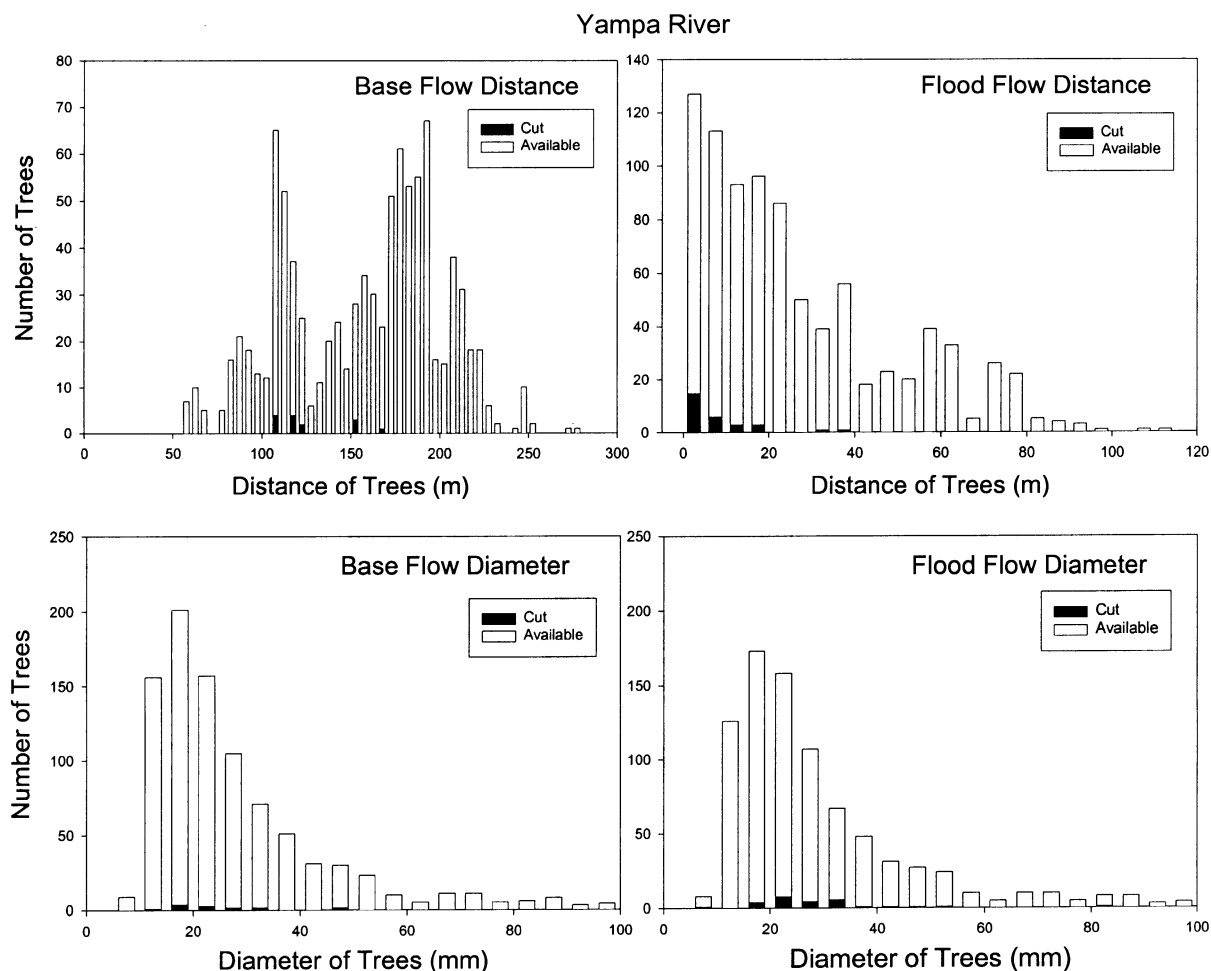 Yampa River
Base Flow Distance
Cut
Available
Number of Trees
80
70
60
50
40
30
20
10
0
0 50 100 150 200 250 300
Distance of Trees (m)
Flood Flow Distance
Cut
Available
140
120
100
80
60
40
20
0
0 20 40 60 80 100 120
Distance of Trees (m)
Base Flow Diameter
Cut
Available
Number of Trees
250
200
150
100
50
0
0 20 40 60 80 100
Diameter of Trees (mm)
Flood Flow Diameter
Cut
Available
250
200
150
100
50
0
0 20 40 60 80 100
Diameter of Trees (mm)